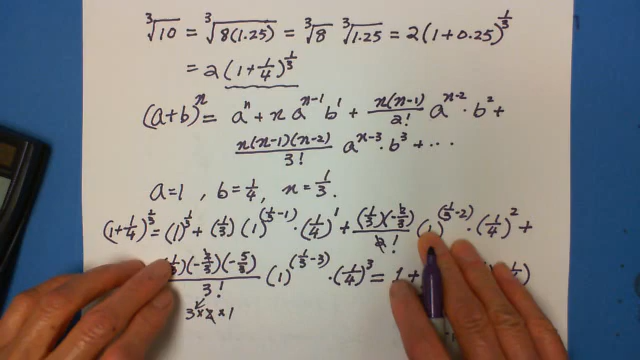 ∛10 = ∛8(1.25) = ∛8 ∛1.25 = 2(1+0.25)^(1/3)
= 2(1+1/4)^(1/3)
(a+b)^n = a^n + n a^(n-1) b^1 + n(n-1)/2! a^(n-2) · b^2 +
n(n-1)(n-2)/3! a^(n-3) · b^3 + ···
a=1 , b=1/4 , n=1/3.
(1+1/4)^(1/3) = (1)^(1/3) + (1/3) (1)^(1/3-1) · (1/4)^1 + (1/3)(-2/3)/2! (1)^(1/3-2) · (1/4)^2 +
(1/3)(-2/3)(-5/3)/3! (1)^(1/3-3) · (1/4)^3 = 1 +
3×2×1